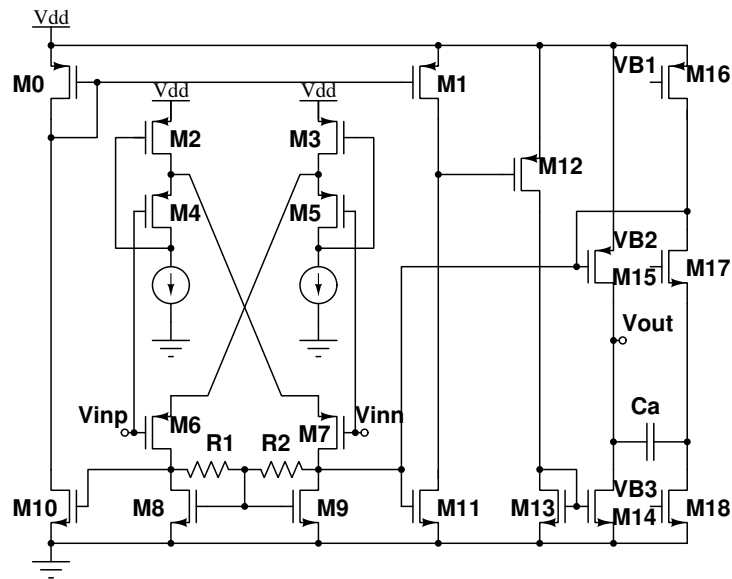 Vdd
M0
M1
VB1
M16
Vdd
Vdd
M2
M3
M12
M4
M5
VB2
M15
M17
Vout
Vinp
M6
M7
Vinn
R1
R2
Ca
M10
M8
M9
M11
M13
VB3
M14
M18